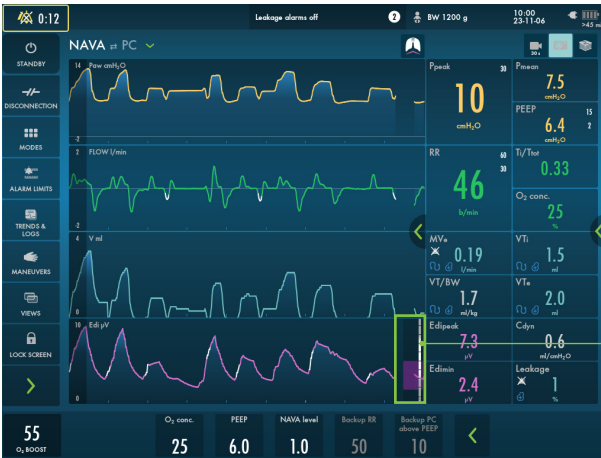 0:12
Leakage alarms off
2
BW 1200 g
10:00
23-11-06
>45 m
STANDBY
DISCONNECTION
MODES
ALARM LIMITS
TRENDS &
LOGS
MANEUVERS
VIEWS
LOCK SCREEN
55
O₂ BOOST
NAVA ⇄ PC
30 s
14 Paw cmH₂O
-2
2 FLOW l/min
-2
4 V ml
0
10 Edi µV
0
Ppeak 30
10
cmH₂O
Pmean
7.5
cmH₂O
PEEP 15
6.4 2
cmH₂O
RR 60
30
46
b/min
Ti/Ttot
0.33
O₂ conc.
25
%
MVe
0.19
l/min
VTi
1.5
ml
VT/BW
1.7
ml/kg
VTe
2.0
ml
Edipeak
7.3
µV
Cdyn
0.6
ml/cmH₂O
Edimin
2.4
µV
Leakage
1
%
O₂ conc.
25
PEEP
6.0
NAVA level
1.0
Backup RR
50
Backup PC
above PEEP
10